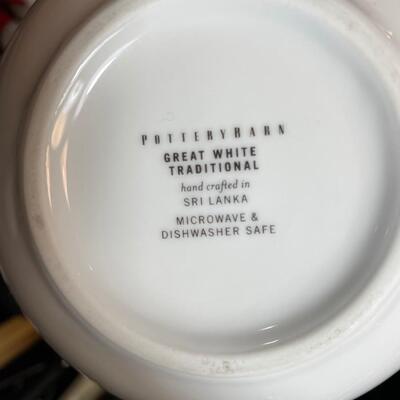 POTTERYBARN
GREAT WHITE
TRADITIONAL
hand crafted in
SRI LANKA
MICROWAVE &
DISHWASHER SAFE